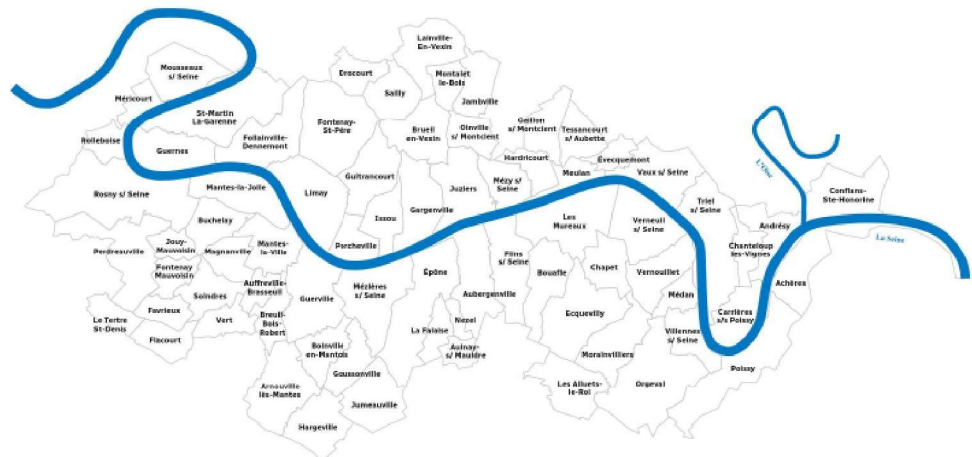 Lainville-
En-Vexin
Mousseaux
s/ Seine
Drocourt
Montalet
le-Bois
Sailly
Méricourt
Jambville
St-Martin
La-Garenne
Fontenay-
St-Père
Brueil
en-Vexin
Oinville
s/ Montcient
Gaillon
s/ Montcient
Tessancourt
s/ Aubette
Rolleboise
Guernes
Follainville-
Dennemont
Hardricourt
Évecquemont
L'Oise
Guitrancourt
Meulan
Vaux s/ Seine
Rosny s/ Seine
Mantes-la-Jolie
Limay
Juziers
Mézy s/
Seine
Conflans-
Ste-Honorine
Triel
s/ Seine
Buchelay
Issou
Gargenville
Les
Mureaux
Verneuil
s/ Seine
Andrésy
La Seine
Perdreauville
Jouy-
Mauvoisin
Magnanville
Mantes-
la-Ville
Porcheville
Flins
s/ Seine
Chanteloup
les-Vignes
Fontenay
Mauvoisin
Épône
Bouafle
Chapet
Vernouillet
Achères
Soindres
Auffreville-
Brasseuil
Guerville
Mézières
s/ Seine
Aubergenville
Médan
Favrieux
Ecquevilly
Carrières
s/s Poissy
Le Tertre
St-Denis
Vert
Breuil-
Bois-
Robert
La Falaise
Nézel
Villennes
s/ Seine
Flacourt
Boinville
en-Mantois
Aulnay-
s/ Mauldre
Morainvilliers
Poissy
Goussonville
Arnouville
lès-Mantes
Les Alluets-
le-Roi
Orgeval
Jumeauville
Hargeville